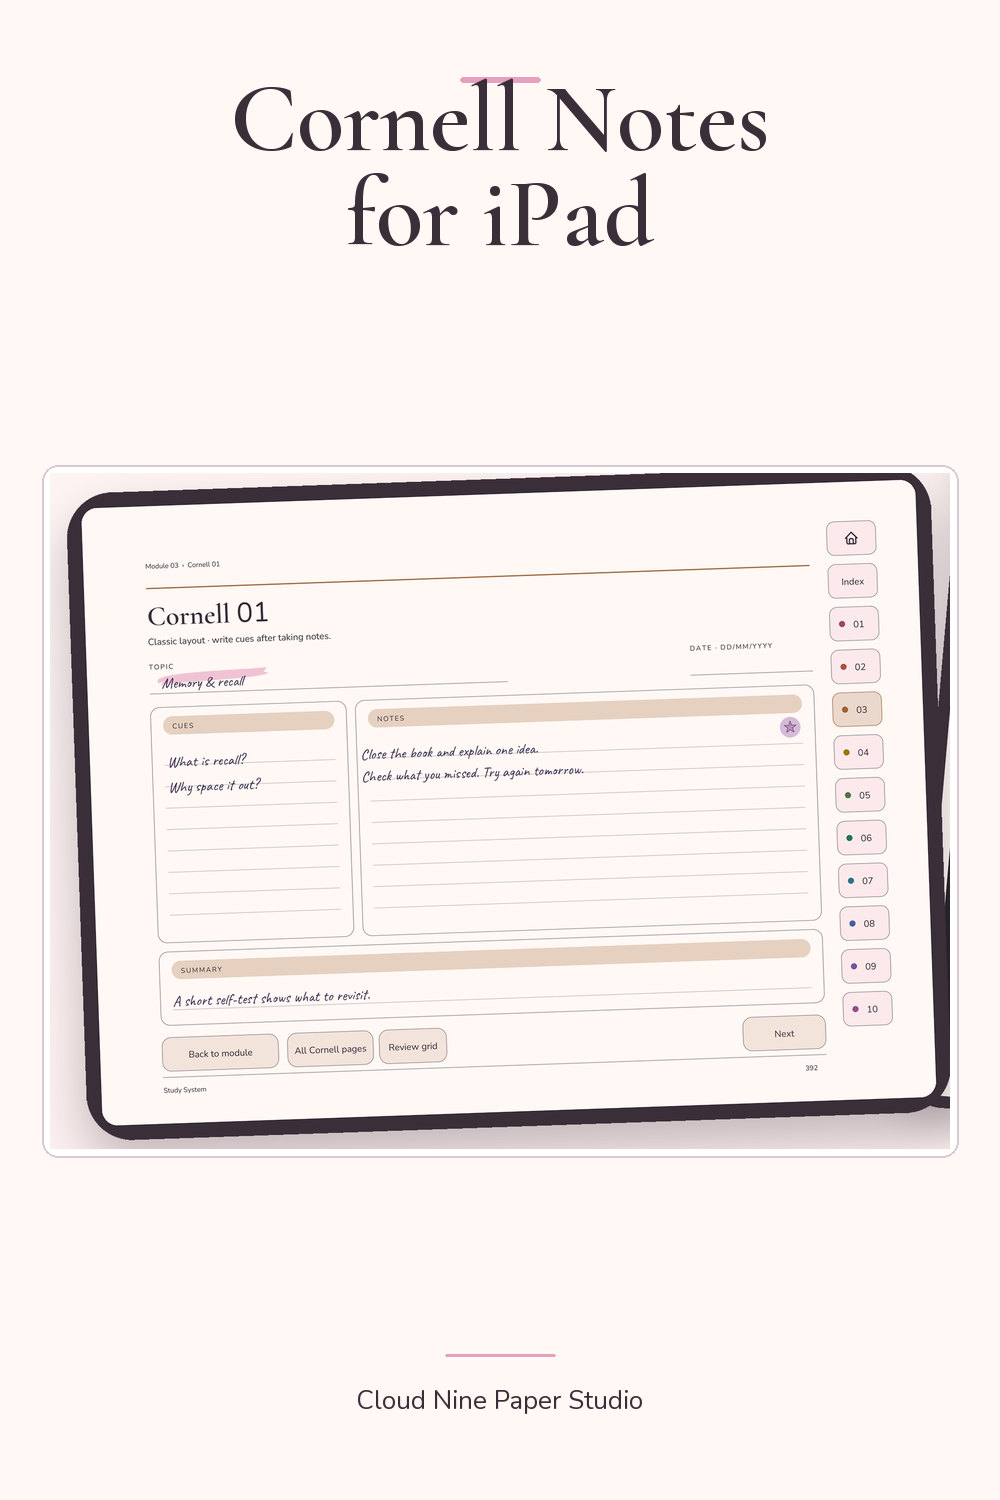 Cornell Notes
for iPad
Module 03 › Cornell 01
Cornell 01
Classic layout · write cues after taking notes.
TOPIC
Memory & recall
DATE · DD/MM/YYYY
CUES
What is recall?
Why space it out?
NOTES
Close the book and explain one idea.
Check what you missed. Try again tomorrow.
SUMMARY
A short self-test shows what to revisit.
Back to module
All Cornell pages
Review grid
Next
Study System
392
Index
01
02
03
04
05
06
07
08
09
10
Cloud Nine Paper Studio